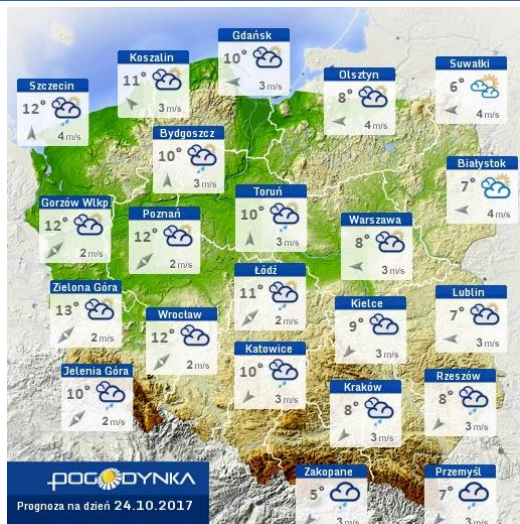 Gdańsk
10°
3 m/s
Koszalin
11°
3 m/s
Suwałki
6°
4 m/s
Olsztyn
8°
4 m/s
Szczecin
12°
4 m/s
Bydgoszcz
10°
3 m/s
Białystok
7°
4 m/s
Toruń
10°
3 m/s
Gorzów Wlkp
12°
2 m/s
Poznań
12°
2 m/s
Warszawa
8°
3 m/s
Łódź
11°
2 m/s
Zielona Góra
13°
2 m/s
Lublin
7°
3 m/s
Kielce
9°
3 m/s
Wrocław
12°
2 m/s
Katowice
10°
3 m/s
Jelenia Góra
10°
2 m/s
Rzeszów
8°
3 m/s
Kraków
8°
3 m/s
Zakopane
5°
3 m/s
Przemyśl
7°
3 m/s
POGODYNKA
Prognoza na dzień 24.10.2017